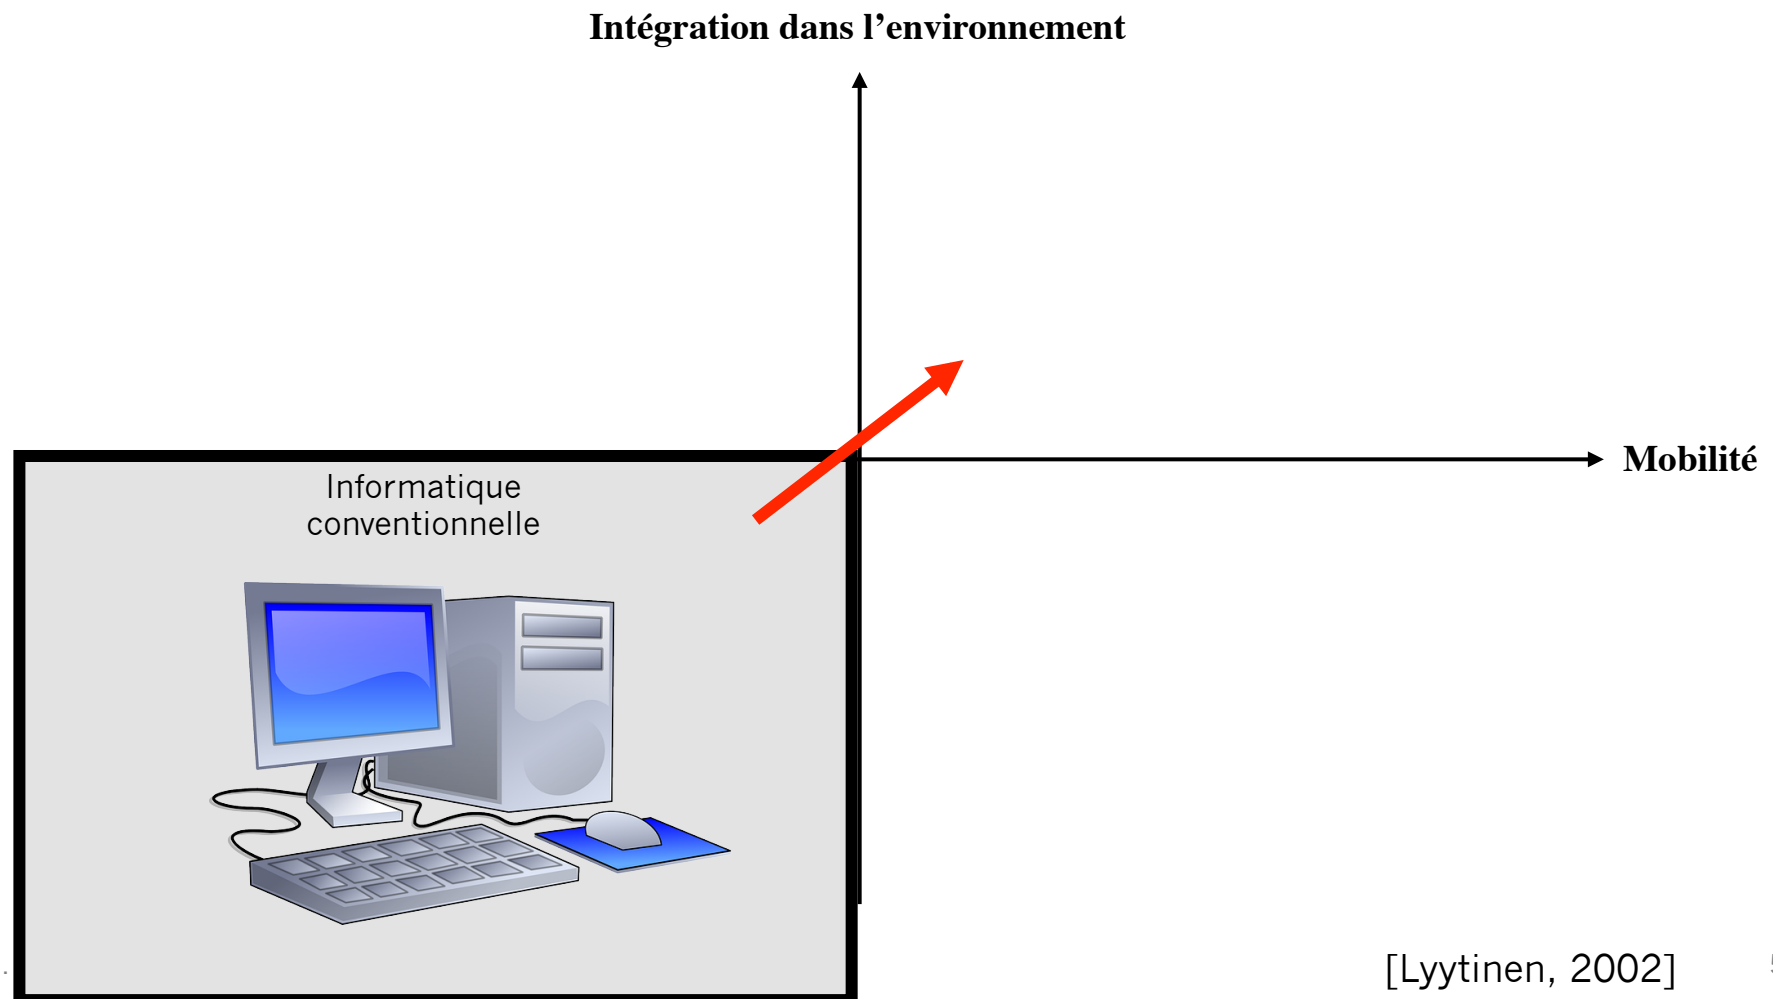 Intégration dans l’environnement
Mobilité
Informatique
conventionnelle
[Lyytinen, 2002]